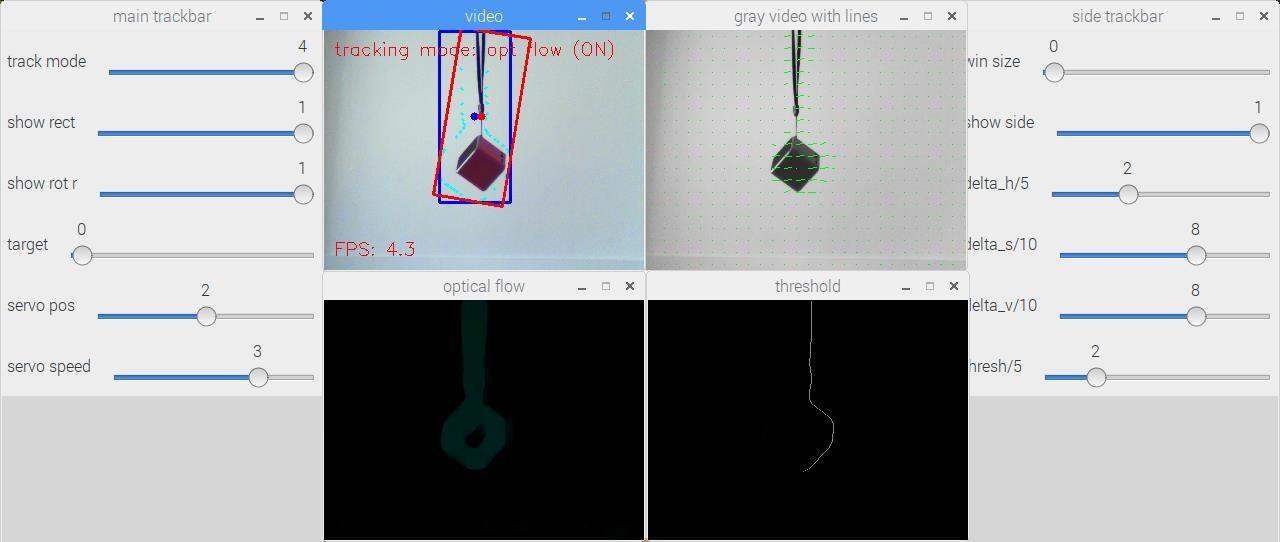 main trackbar
track mode
4
show rect
1
show rot r
1
target
0
servo pos
2
servo speed
3
video
tracking mode: opt flow (ON)
FPS: 4.3
gray video with lines
optical flow
threshold
side trackbar
win size
0
show side
1
delta_h/5
2
delta_s/10
8
delta_v/10
8
hresh/5
2